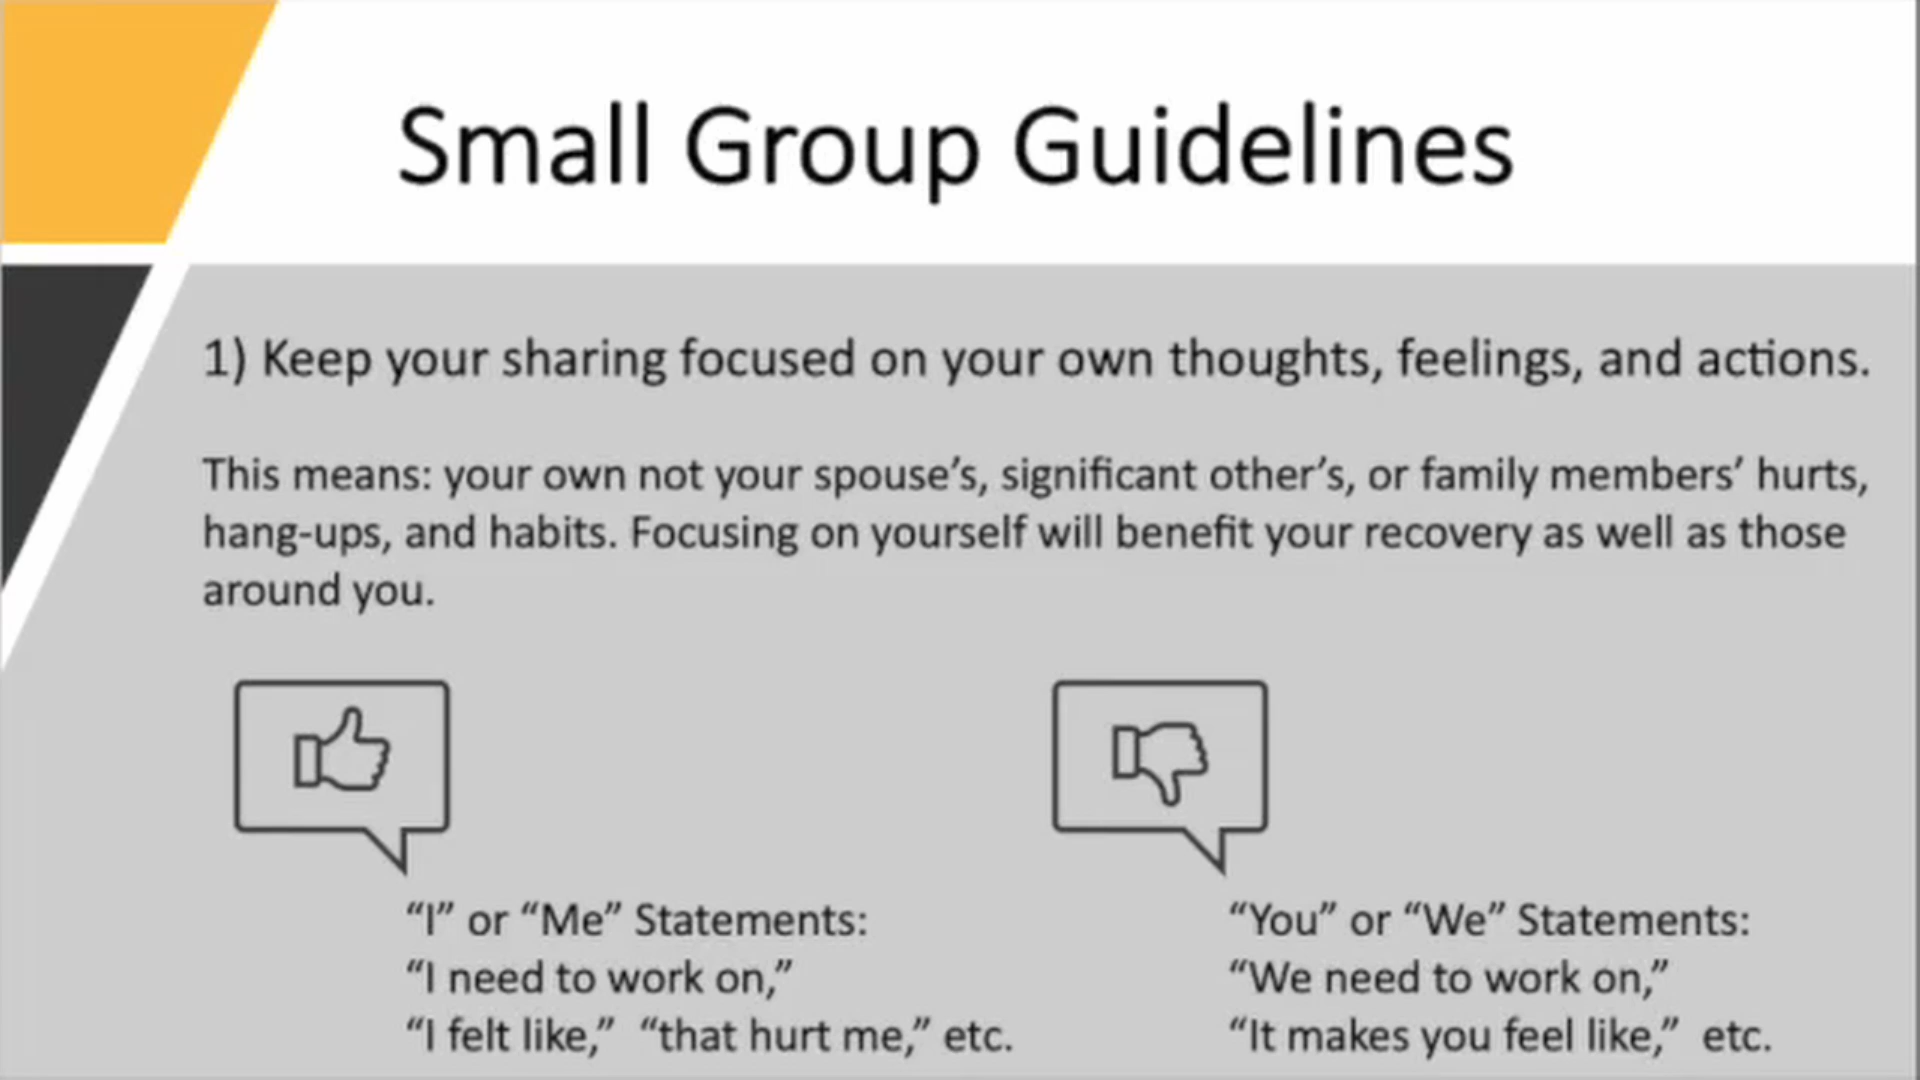 Small Group Guidelines
1) Keep your sharing focused on your own thoughts, feelings, and actions.
This means: your own not your spouse’s, significant other’s, or family members’ hurts,
hang-ups, and habits. Focusing on yourself will benefit your recovery as well as those
around you.
“I” or “Me” Statements:
“I need to work on,”
“I felt like,”  “that hurt me,” etc.
“You” or “We” Statements:
“We need to work on,”
“It makes you feel like,”  etc.